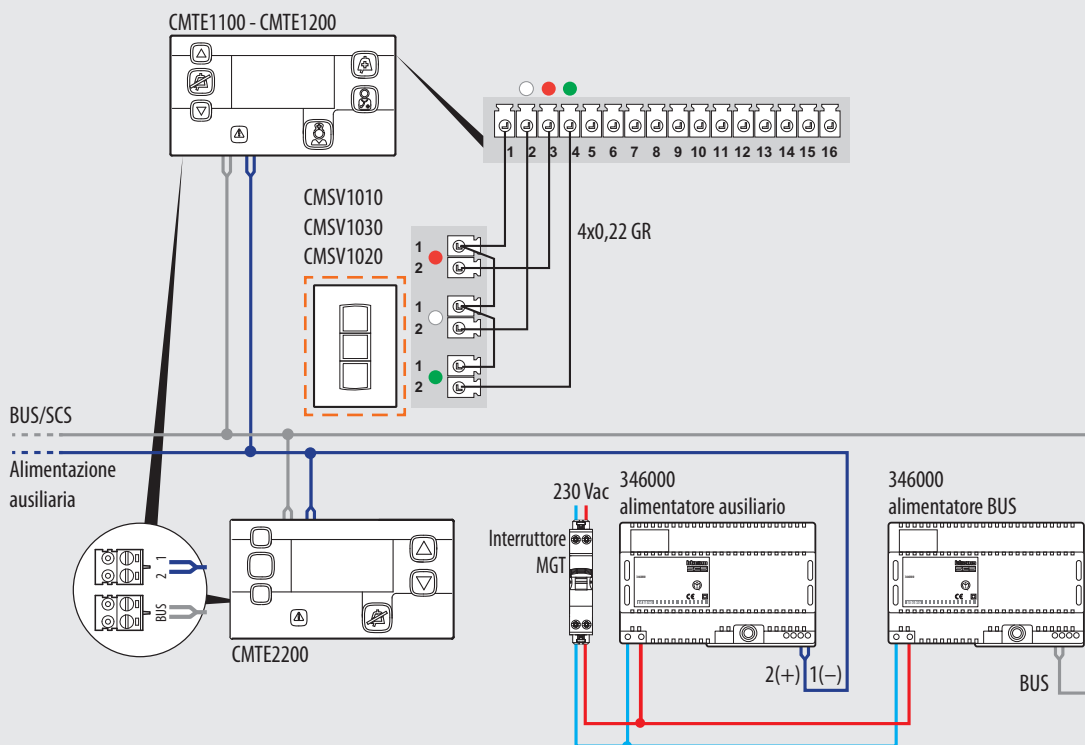 CMTE1100 - CMTE1200
1 2 3 4 5 6 7 8 9 10 11 12 13 14 15 16
CMSV1010
CMSV1030
CMSV1020
4x0,22 GR
1
2
1
2
1
2
BUS/SCS
Alimentazione
ausiliaria
1
2
BUS
CMTE2200
230 Vac
Interruttore
MGT
346000
alimentatore ausiliario
346000
alimentatore BUS
CE
CE
2(+) 1(–)
BUS